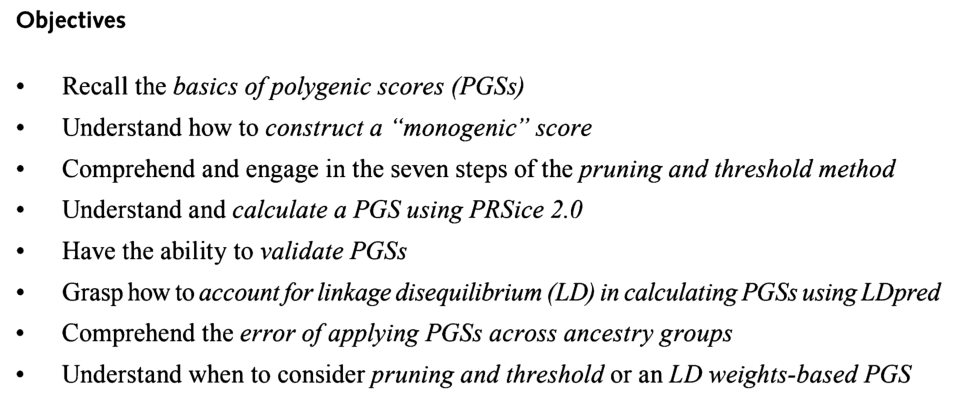 Objectives
• Recall the basics of polygenic scores (PGSs)
• Understand how to construct a “monogenic” score
• Comprehend and engage in the seven steps of the pruning and threshold method
• Understand and calculate a PGS using PRSice 2.0
• Have the ability to validate PGSs
• Grasp how to account for linkage disequilibrium (LD) in calculating PGSs using LDpred
• Comprehend the error of applying PGSs across ancestry groups
• Understand when to consider pruning and threshold or an LD weights-based PGS